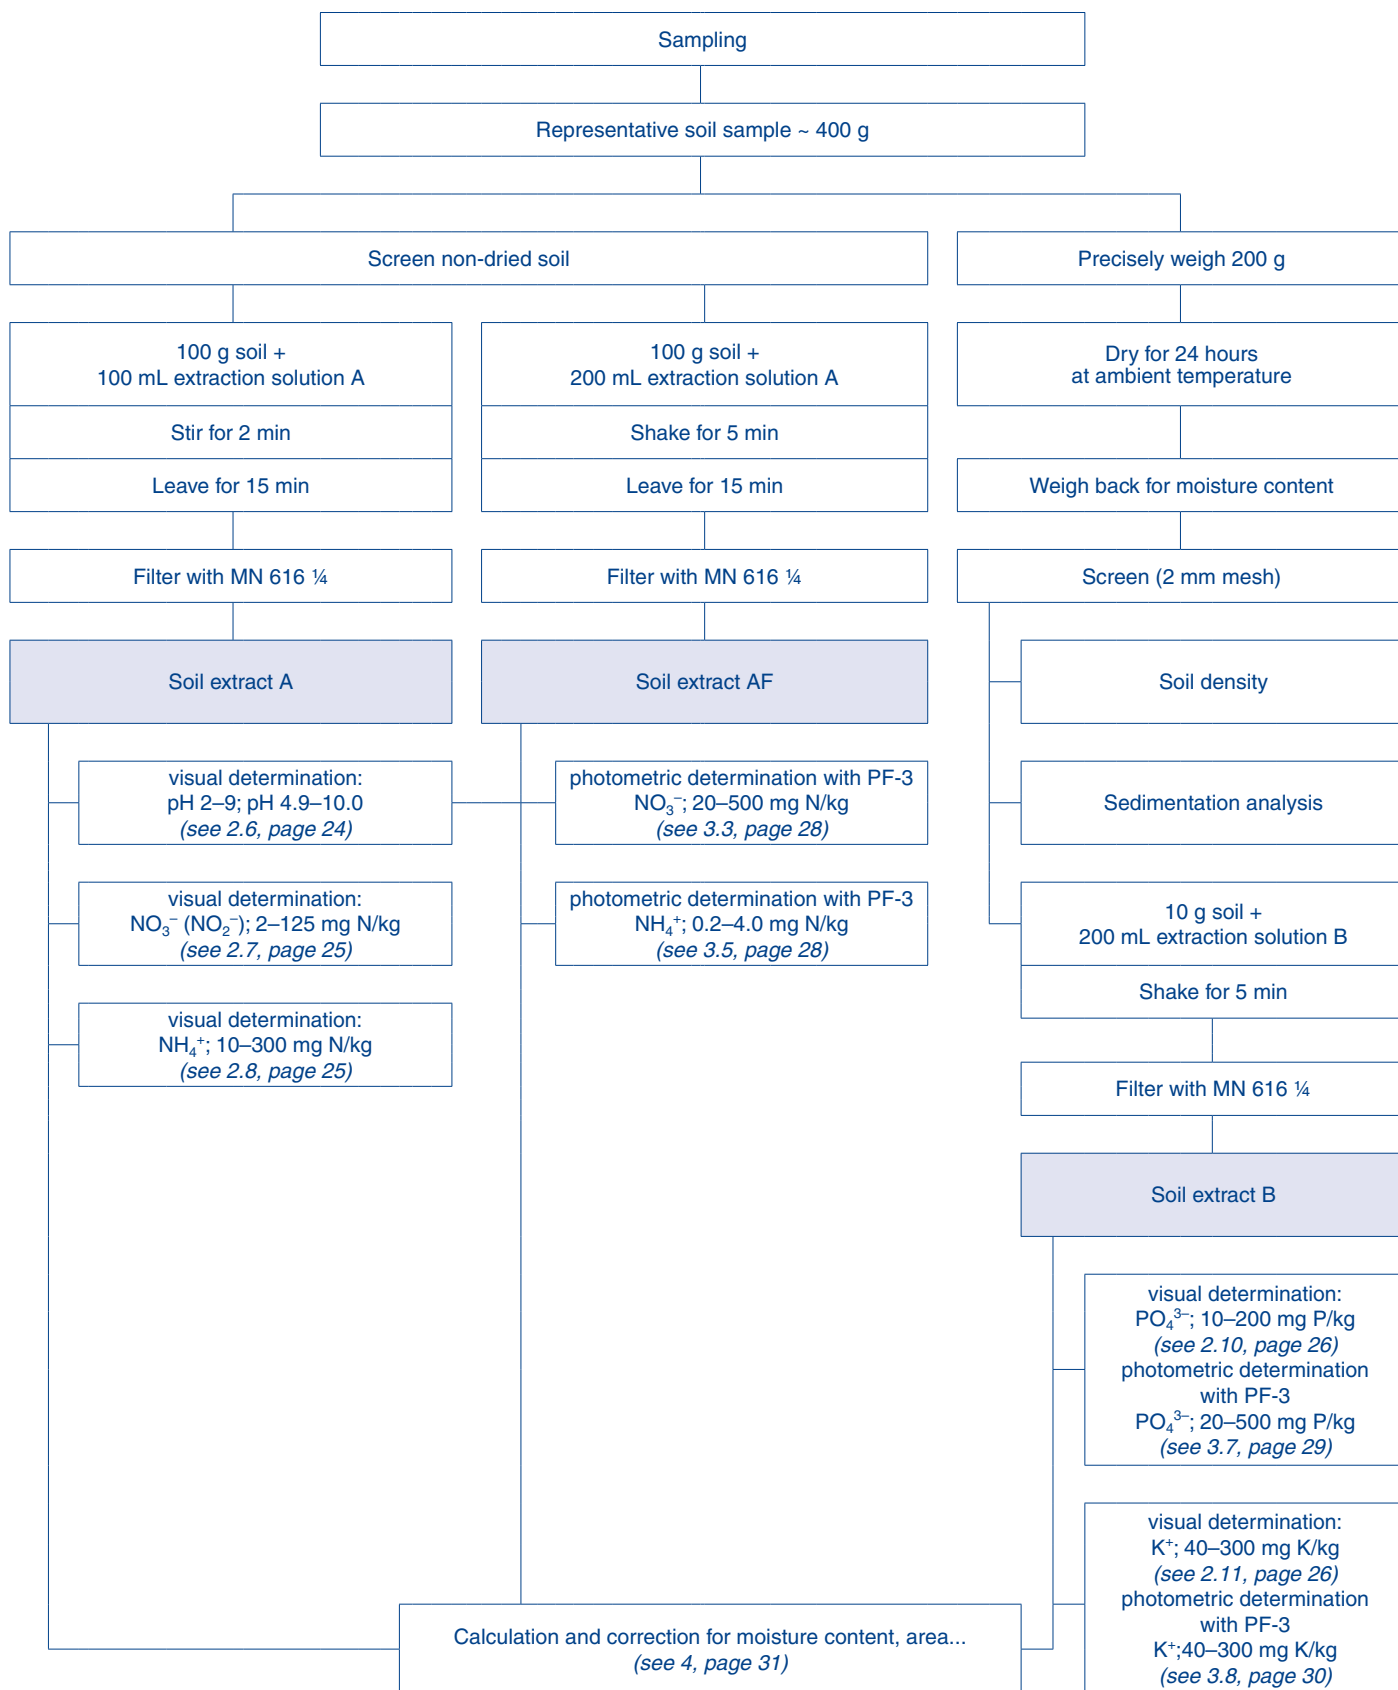 Sampling
Representative soil sample ~ 400 g
Screen non-dried soil
Precisely weigh 200 g
100 g soil +
100 mL extraction solution A
Stir for 2 min
Leave for 15 min
100 g soil +
200 mL extraction solution A
Shake for 5 min
Leave for 15 min
Dry for 24 hours
at ambient temperature
Weigh back for moisture content
Filter with MN 616 ¼
Filter with MN 616 ¼
Screen (2 mm mesh)
Soil extract A
Soil extract AF
Soil density
visual determination:
pH 2–9; pH 4.9–10.0
(see 2.6, page 24)
photometric determination with PF-3
NO₃⁻; 20–500 mg N/kg
(see 3.3, page 28)
Sedimentation analysis
visual determination:
NO₃⁻ (NO₂⁻); 2–125 mg N/kg
(see 2.7, page 25)
photometric determination with PF-3
NH₄⁺; 0.2–4.0 mg N/kg
(see 3.5, page 28)
10 g soil +
200 mL extraction solution B
Shake for 5 min
visual determination:
NH₄⁺; 10–300 mg N/kg
(see 2.8, page 25)
Filter with MN 616 ¼
Soil extract B
visual determination:
PO₄³⁻; 10–200 mg P/kg
(see 2.10, page 26)
photometric determination
with PF-3
PO₄³⁻; 20–500 mg P/kg
(see 3.7, page 29)
visual determination:
K⁺; 40–300 mg K/kg
(see 2.11, page 26)
photometric determination
with PF-3
K⁺;40–300 mg K/kg
(see 3.8, page 30)
Calculation and correction for moisture content, area...
(see 4, page 31)